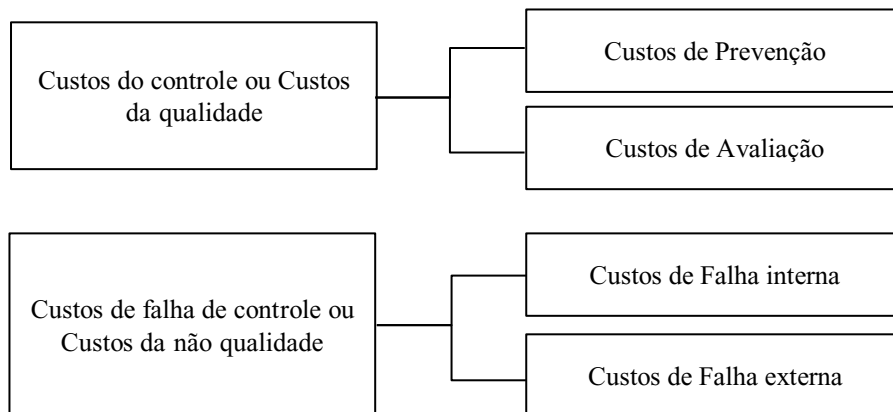 Custos do controle ou Custos
da qualidade
Custos de Prevenção
Custos de Avaliação
Custos de falha de controle ou
Custos da não qualidade
Custos de Falha interna
Custos de Falha externa